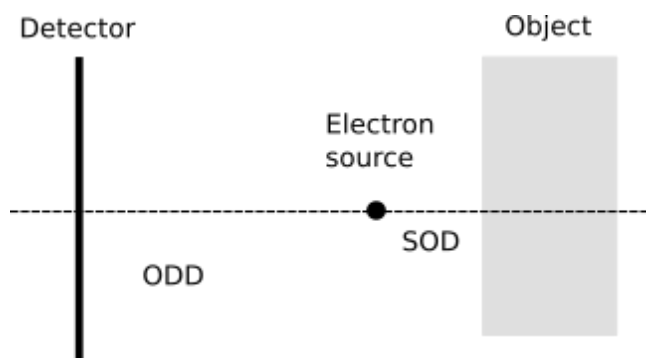 Detector
Object
Electron
source
SOD
ODD